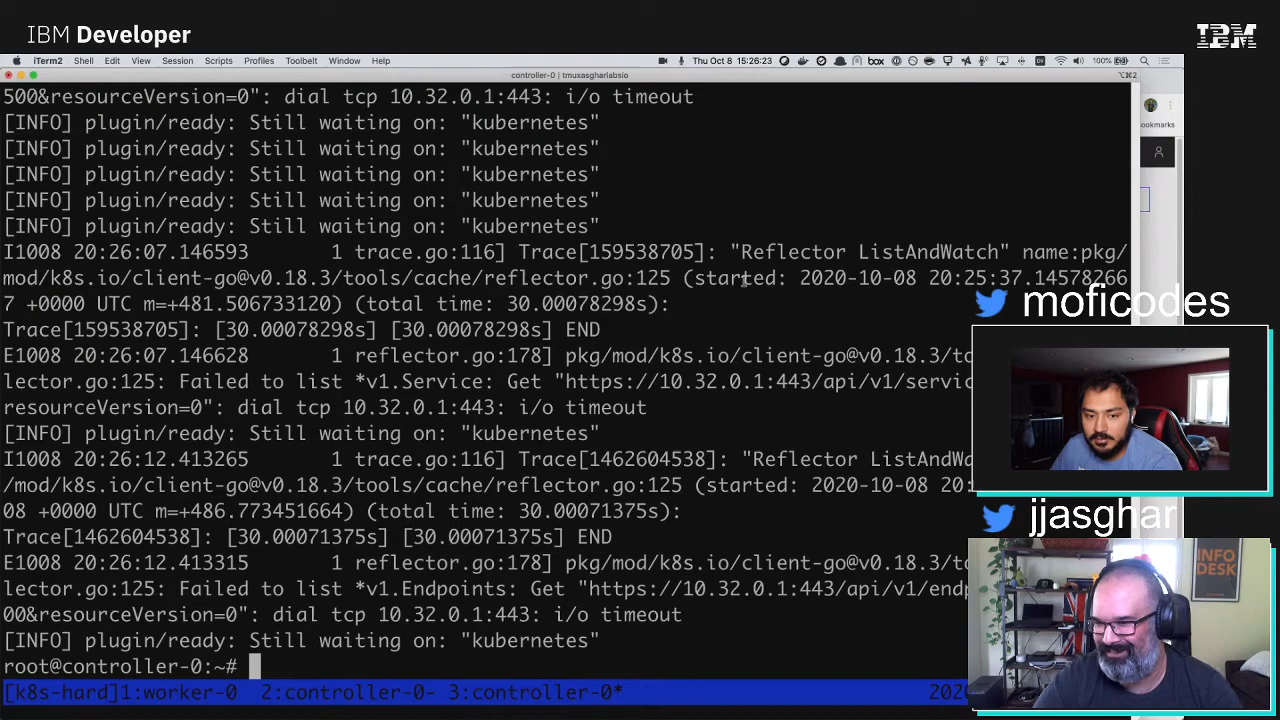 IBM Developer
IBM
iTerm2 Shell Edit View Session Scripts Profiles Toolbelt Window Help
box
Thu Oct 8 15:26:23
100%
controller-0 | tmuxasgharlabsio
⌥⌘2
500&resourceVersion=0": dial tcp 10.32.0.1:443: i/o timeout
[INFO] plugin/ready: Still waiting on: "kubernetes"
[INFO] plugin/ready: Still waiting on: "kubernetes"
[INFO] plugin/ready: Still waiting on: "kubernetes"
[INFO] plugin/ready: Still waiting on: "kubernetes"
[INFO] plugin/ready: Still waiting on: "kubernetes"
I1008 20:26:07.146593 1 trace.go:116] Trace[159538705]: "Reflector ListAndWatch" name:pkg/
mod/k8s.io/client-go@v0.18.3/tools/cache/reflector.go:125 (started: 2020-10-08 20:25:37.14578266
7 +0000 UTC m=+481.506733120) (total time: 30.00078298s):
Trace[159538705]: [30.00078298s] [30.00078298s] END
E1008 20:26:07.146628 1 reflector.go:178] pkg/mod/k8s.io/client-go@v0.18.3/to
lector.go:125: Failed to list *v1.Service: Get "https://10.32.0.1:443/api/v1/servic
resourceVersion=0": dial tcp 10.32.0.1:443: i/o timeout
[INFO] plugin/ready: Still waiting on: "kubernetes"
I1008 20:26:12.413265 1 trace.go:116] Trace[1462604538]: "Reflector ListAndWa
/mod/k8s.io/client-go@v0.18.3/tools/cache/reflector.go:125 (started: 2020-10-08 20:
08 +0000 UTC m=+486.773451664) (total time: 30.00071375s):
Trace[1462604538]: [30.00071375s] [30.00071375s] END
E1008 20:26:12.413315 1 reflector.go:178] pkg/mod/k8s.io/client-go@v0.18.3/to
lector.go:125: Failed to list *v1.Endpoints: Get "https://10.32.0.1:443/api/v1/endp
00&resourceVersion=0": dial tcp 10.32.0.1:443: i/o timeout
[INFO] plugin/ready: Still waiting on: "kubernetes"
root@controller-0:~#
[k8s-hard]1:worker-0 2:controller-0- 3:controller-0* 202
ookmarks
moficodes
jjasghar
INFO
DESK